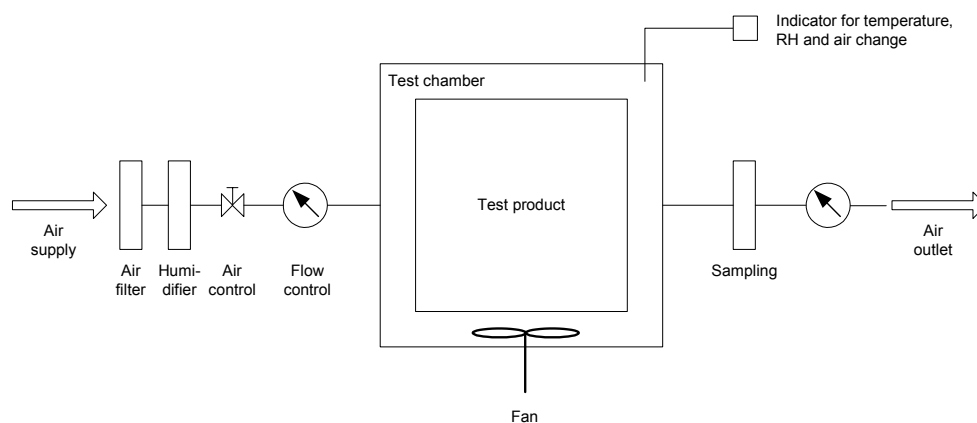 Indicator for temperature,
RH and air change
Test chamber
Test product
Air
supply
Air
filter
Humi-
difier
Air
control
Flow
control
Sampling
Air
outlet
Fan